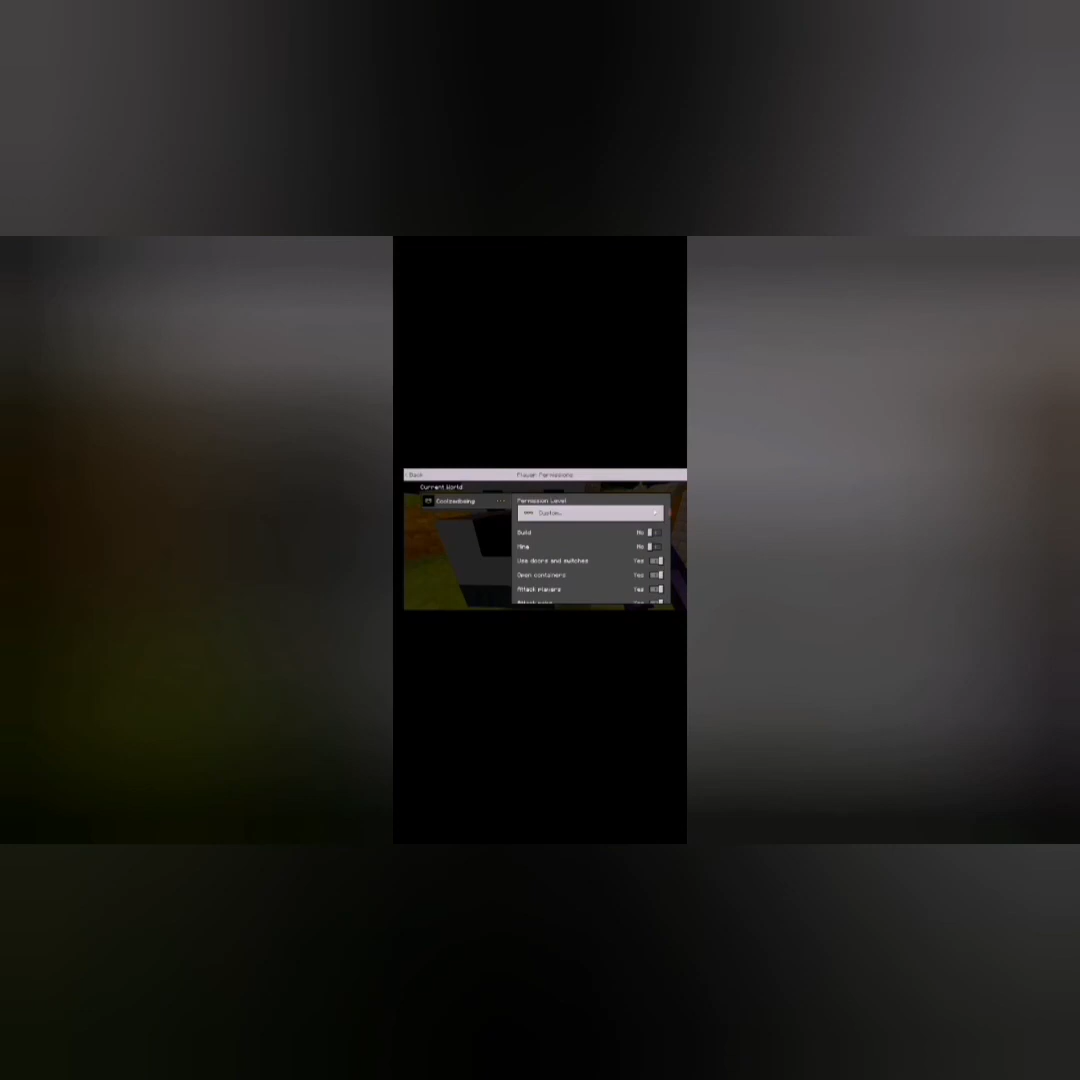 Back
Player Permissions
Current World
Permission Level
Custom
Build
No
Mine
No
Use doors and switches
Yes
Open containers
Yes
Attack players
Yes